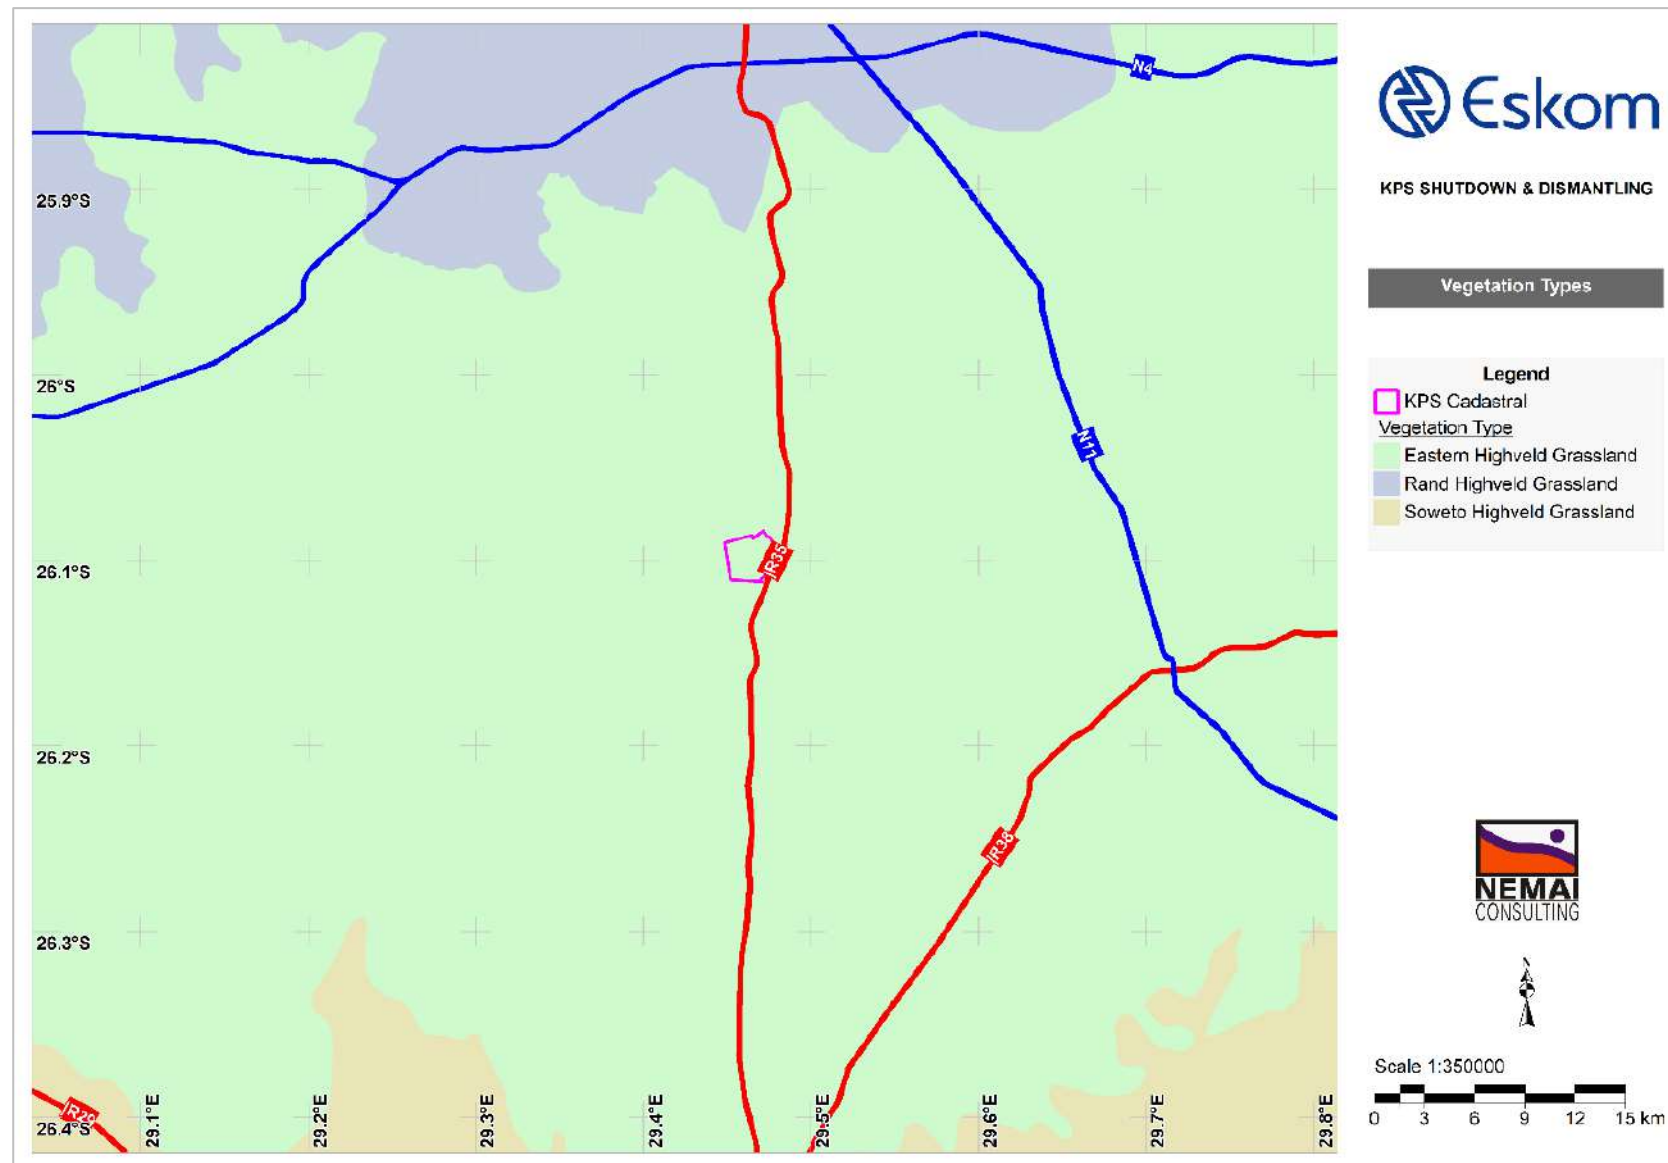 N4
Eskom
KPS SHUTDOWN & DISMANTLING
25.9°S
Vegetation Types
Legend
KPS Cadastral
Vegetation Type
Eastern Highveld Grassland
Rand Highveld Grassland
Soweto Highveld Grassland
26°S
N11
26.1°S
R35
26.2°S
R38
NEMAI
CONSULTING
26.3°S
N
Scale 1:350000
0 3 6 9 12 15 km
R29
26.4°S
29.1°E
29.2°E
29.3°E
29.4°E
29.5°E
29.6°E
29.7°E
29.8°E